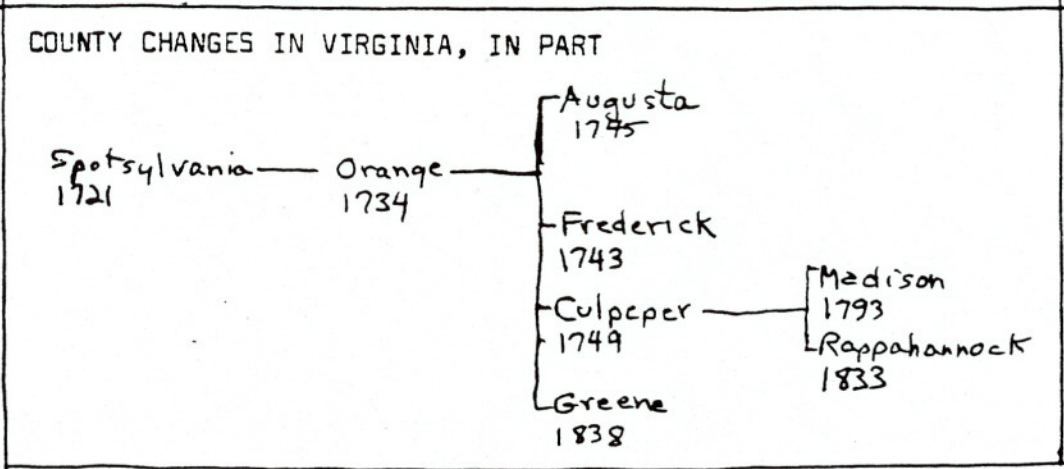 COUNTY CHANGES IN VIRGINIA, IN PART
Augusta
1745
Spotsylvania
1721
Orange
1734
Frederick
1743
Culpeper
1749
Madison
1793
Rappahannock
1833
Greene
1838